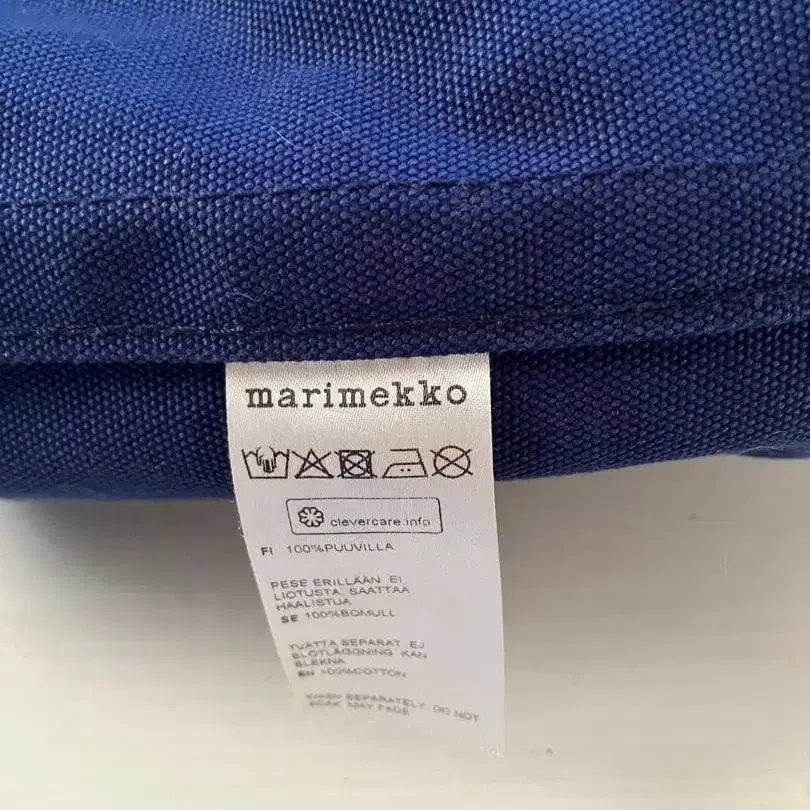 marimekko
clevercare.info
FI 100%PUUVILLA
PESE ERILLÄÄN EI
LIOTUSTA. SAATTAA
HAALISTUA
SE 100%BOMULL
TVÄTTA SEPARAT EJ
BLÖTLÄGGNING KAN
BLEKNA
EN 100%COTTON
WASH SEPARATELY. DO NOT
SOAK MAY FADE